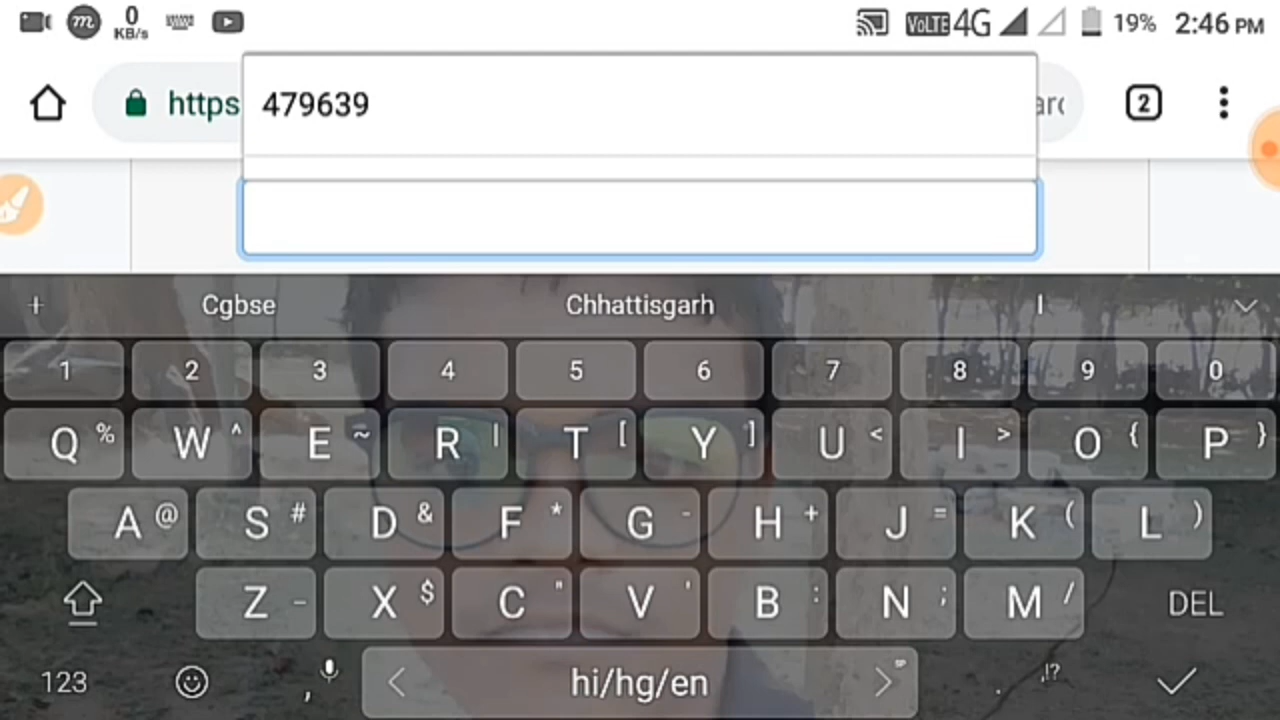 m 0 KB/s VoLTE 4G 19% 2:46 PM
https 479639 2
Cgbse Chhattisgarh I
1 2 3 4 5 6 7 8 9 0
Q % W ^ E ~ R | T [ Y ] U < I > O { P }
A @ S # D & F * G - H + J = K ( L )
Z _ X $ C " V ' B : N ; M / DEL
123 , < hi/hg/en > . ,!?